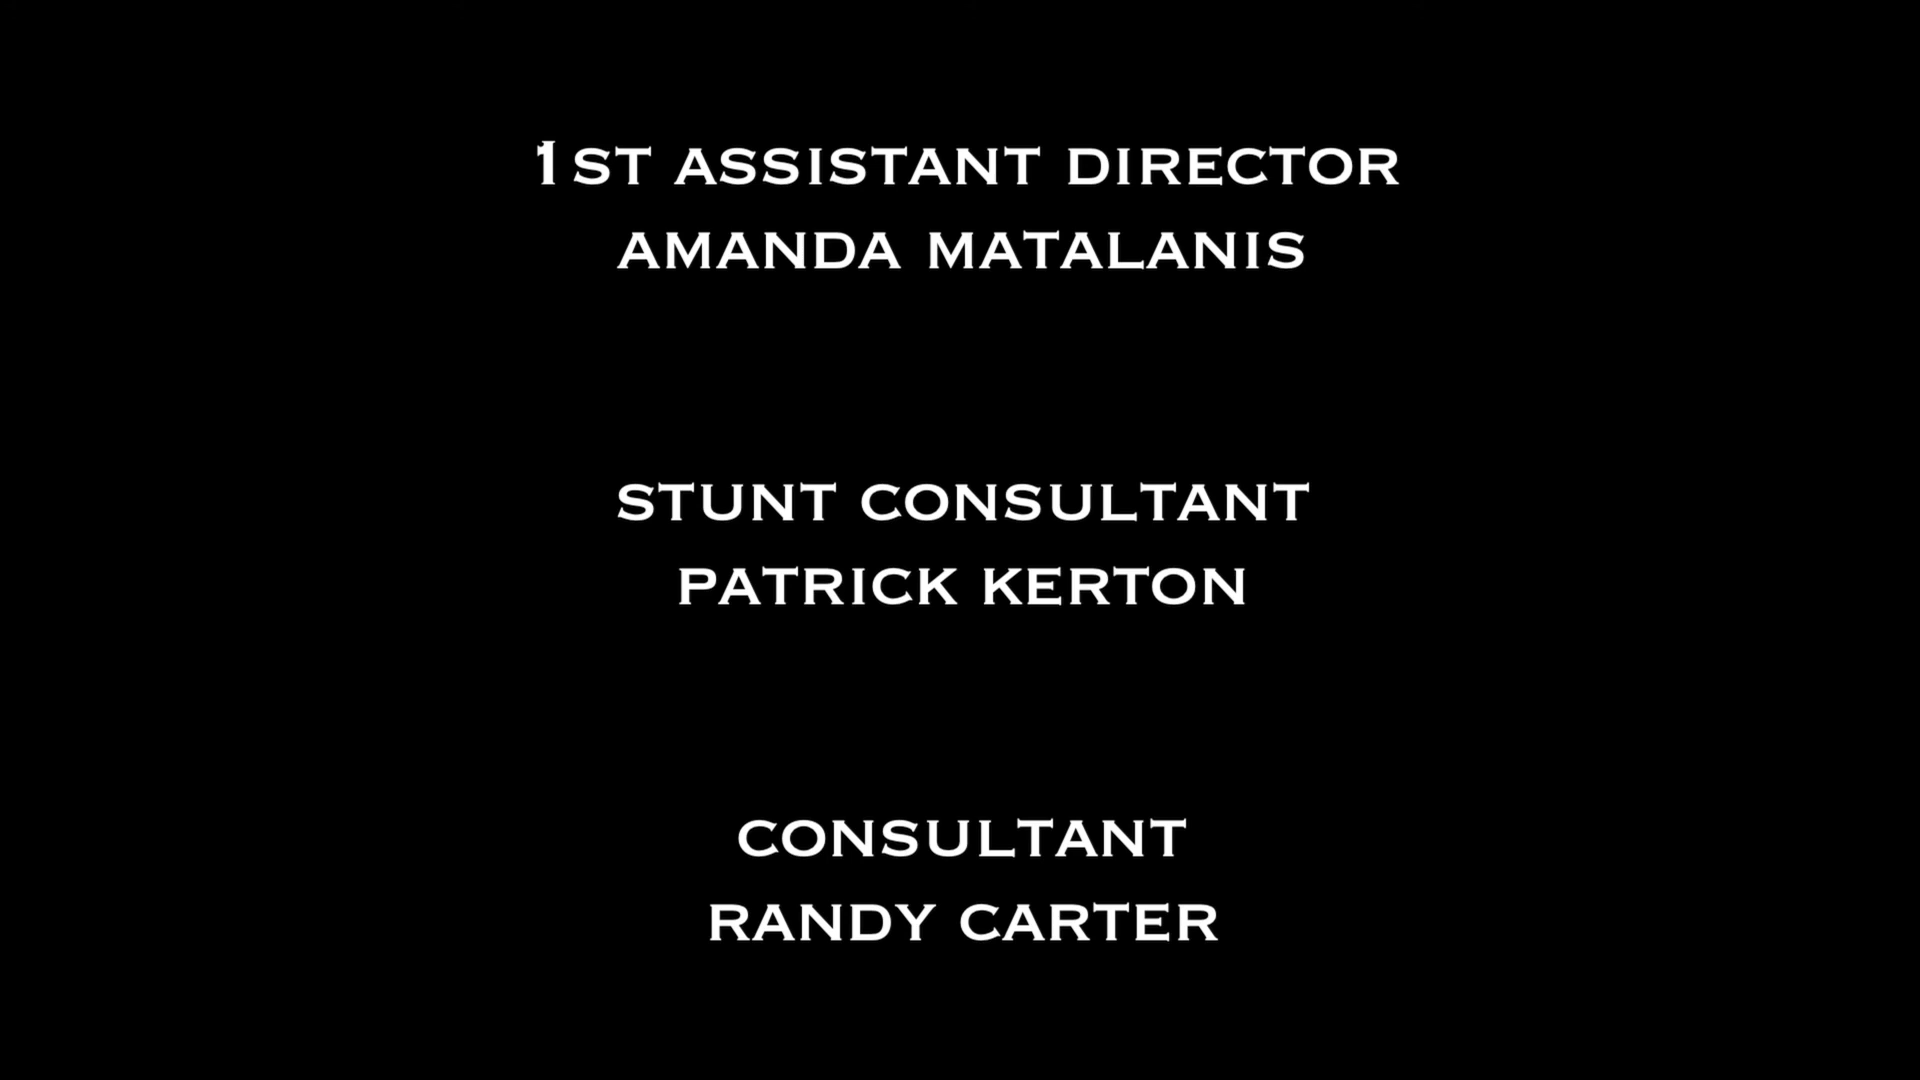 1ST ASSISTANT DIRECTOR
AMANDA MATALANIS
STUNT CONSULTANT
PATRICK KERTON
CONSULTANT
RANDY CARTER